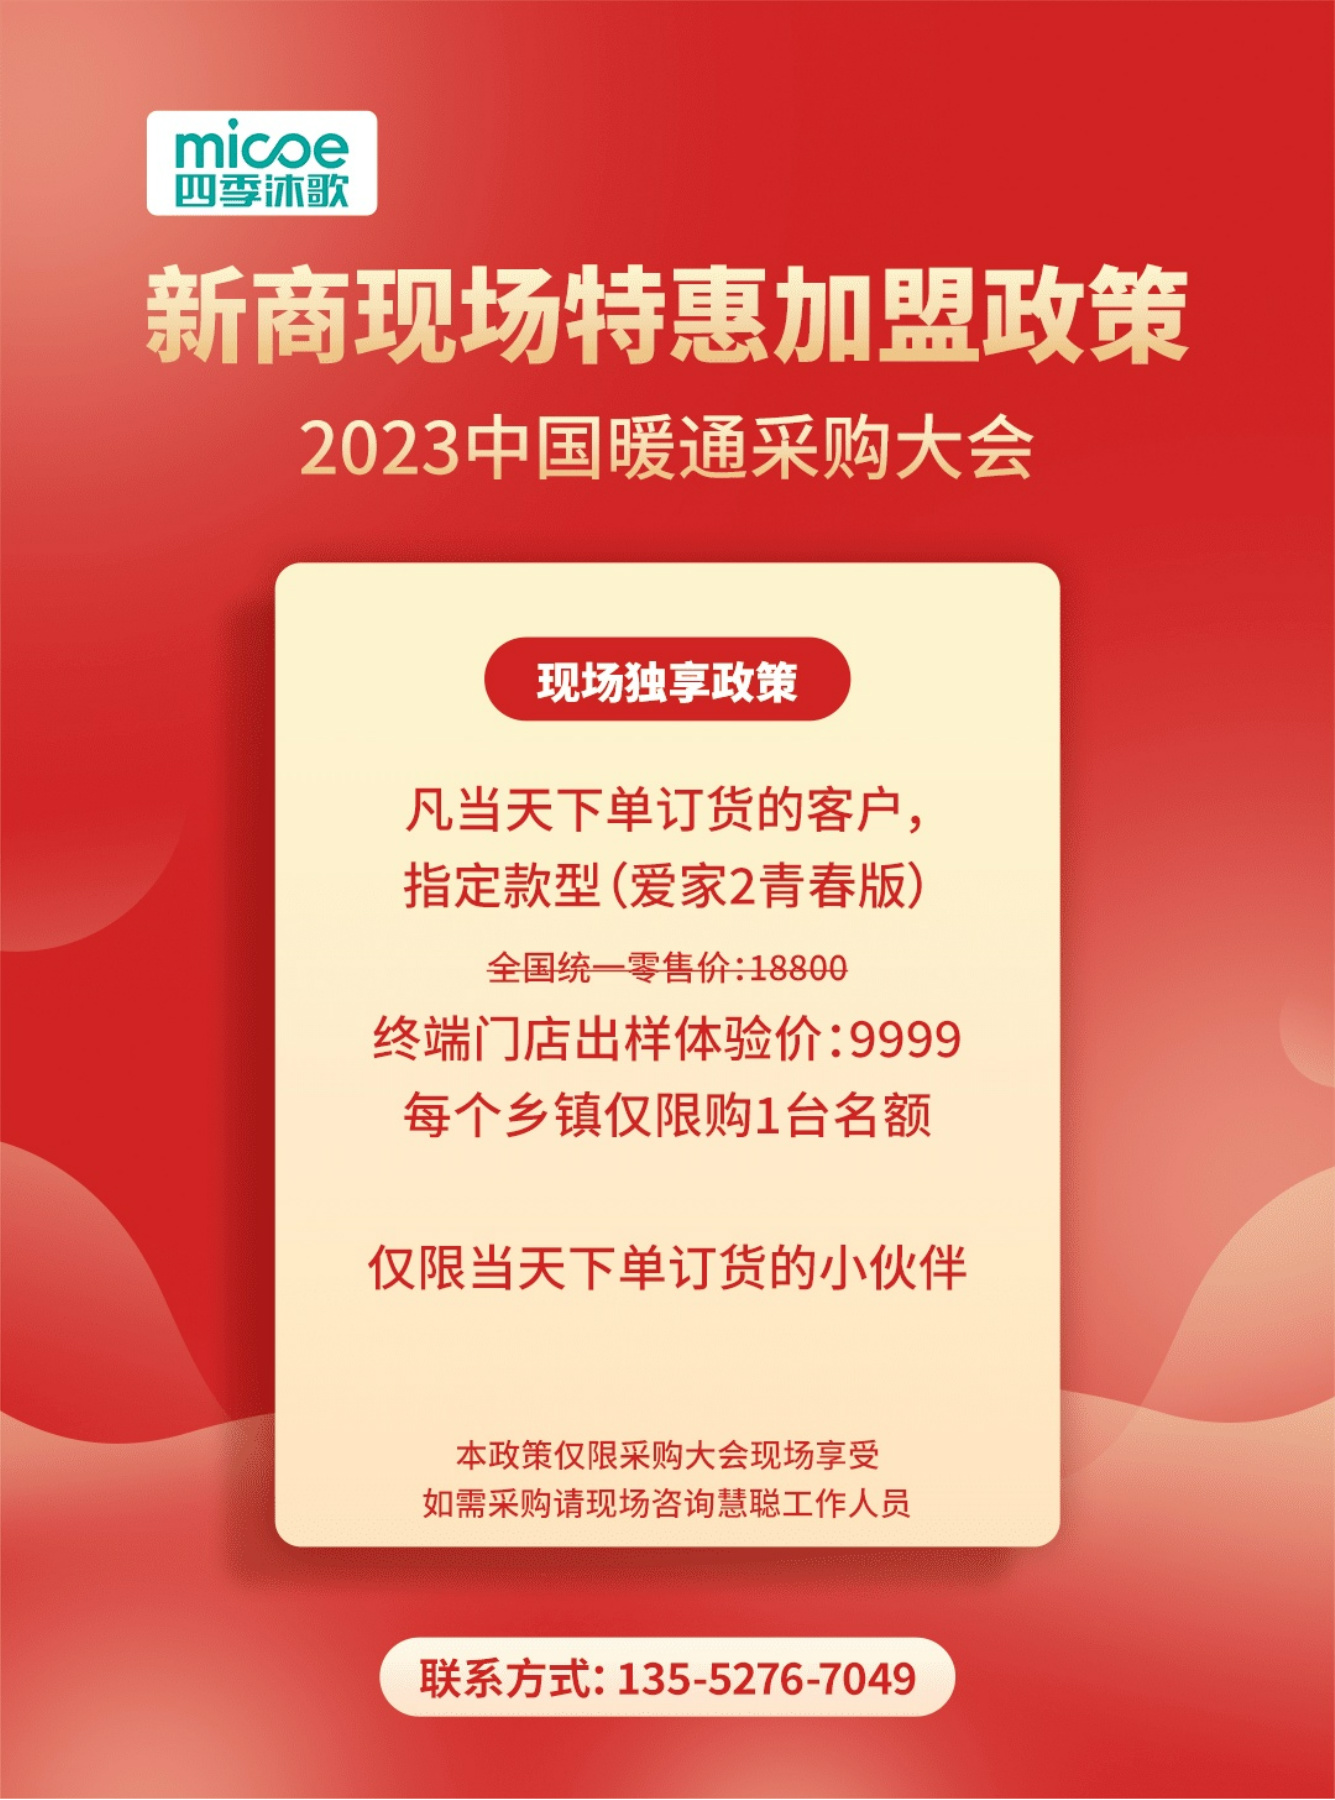 micoe
四季沐歌
新商现场特惠加盟政策
2023中国暖通采购大会
现场独享政策
凡当天下单订货的客户，
指定款型（爱家2青春版）
全国统一零售价：18800
终端门店出样体验价：9999
每个乡镇仅限购1台名额
仅限当天下单订货的小伙伴
本政策仅限采购大会现场享受
如需采购请现场咨询慧聪工作人员
联系方式：135-5276-7049